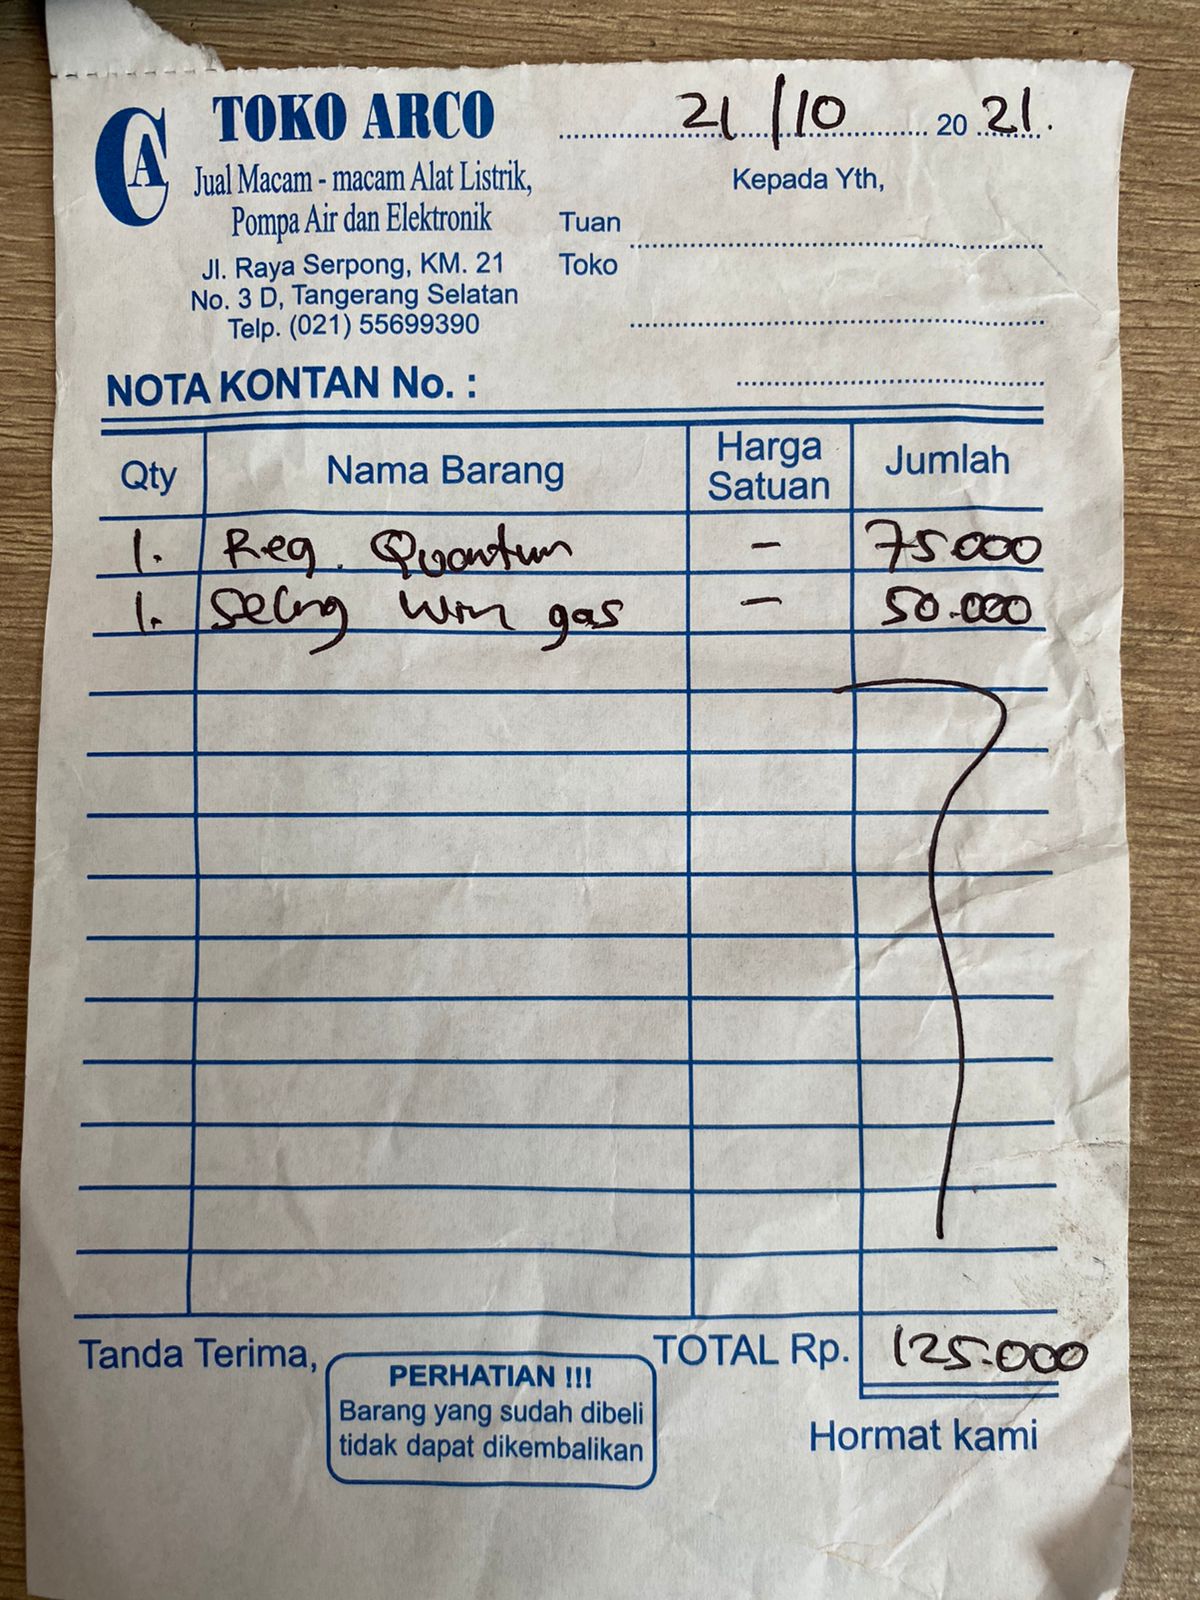 CA
TOKO ARCO
Jual Macam - macam Alat Listrik,
Pompa Air dan Elektronik
Jl. Raya Serpong, KM. 21
No. 3 D, Tangerang Selatan
Telp. (021) 55699390
21/10 20 21.
Kepada Yth,
Tuan
Toko
NOTA KONTAN No. :
Qty Nama Barang Harga Satuan Jumlah
1. Reg. Quantum - 75.000
1. Selang Win gas - 50.000
Tanda Terima,
TOTAL Rp. 125.000
PERHATIAN !!!
Barang yang sudah dibeli
tidak dapat dikembalikan
Hormat kami